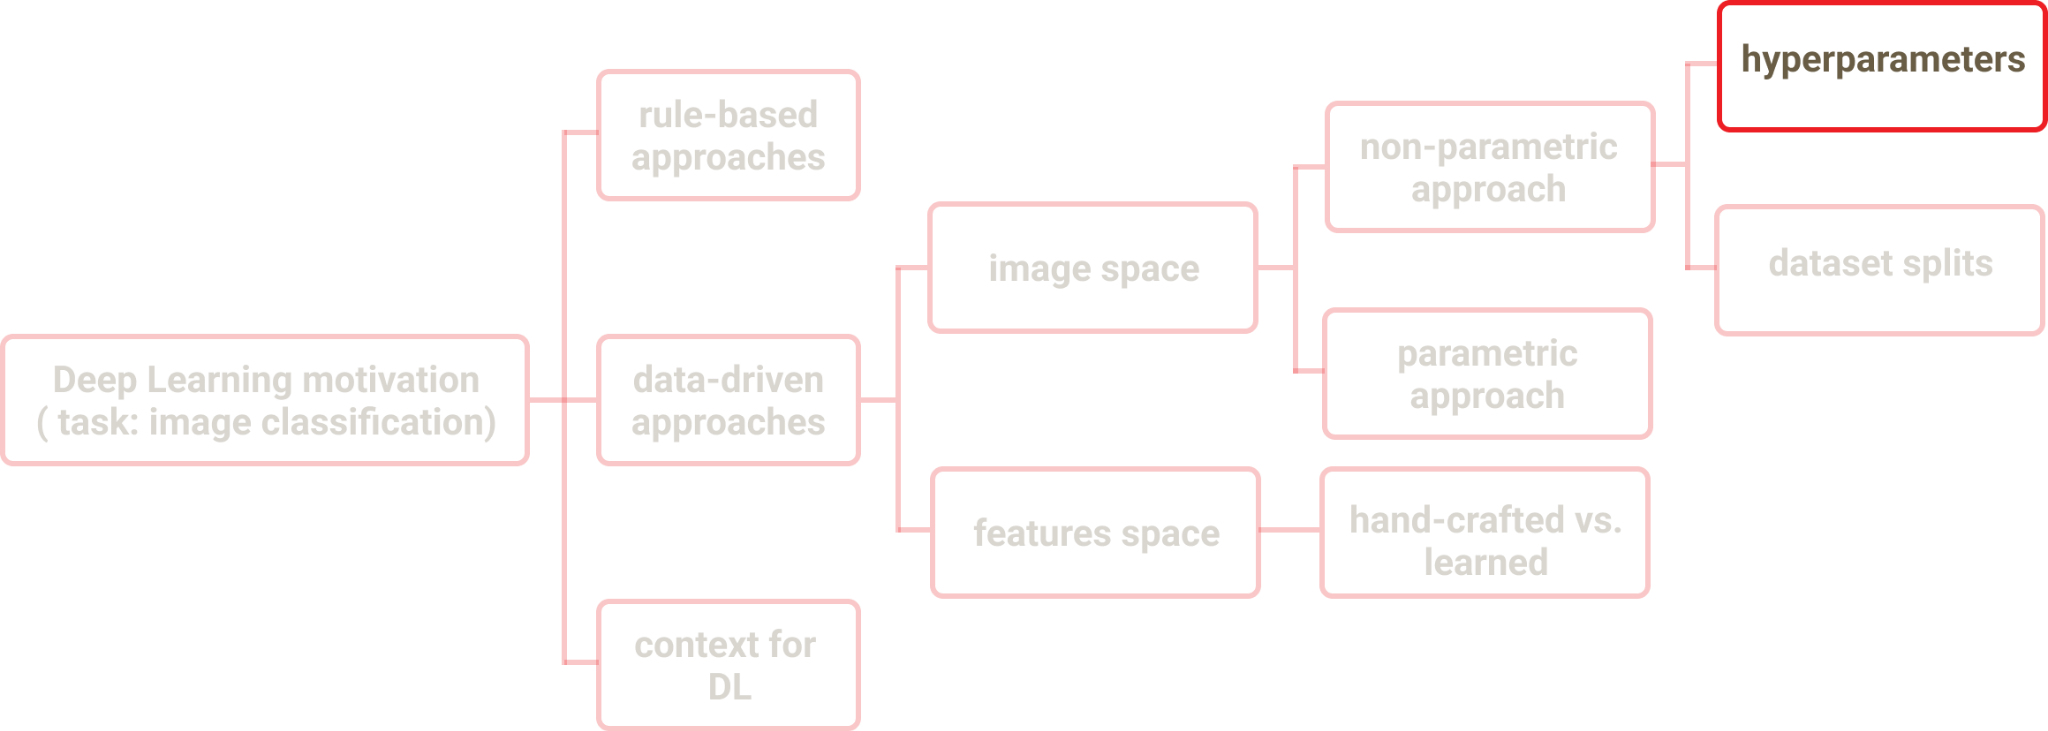 Deep Learning motivation
( task: image classification)
rule-based
approaches
data-driven
approaches
context for
DL
image space
features space
non-parametric
approach
parametric
approach
hand-crafted vs.
learned
hyperparameters
dataset splits